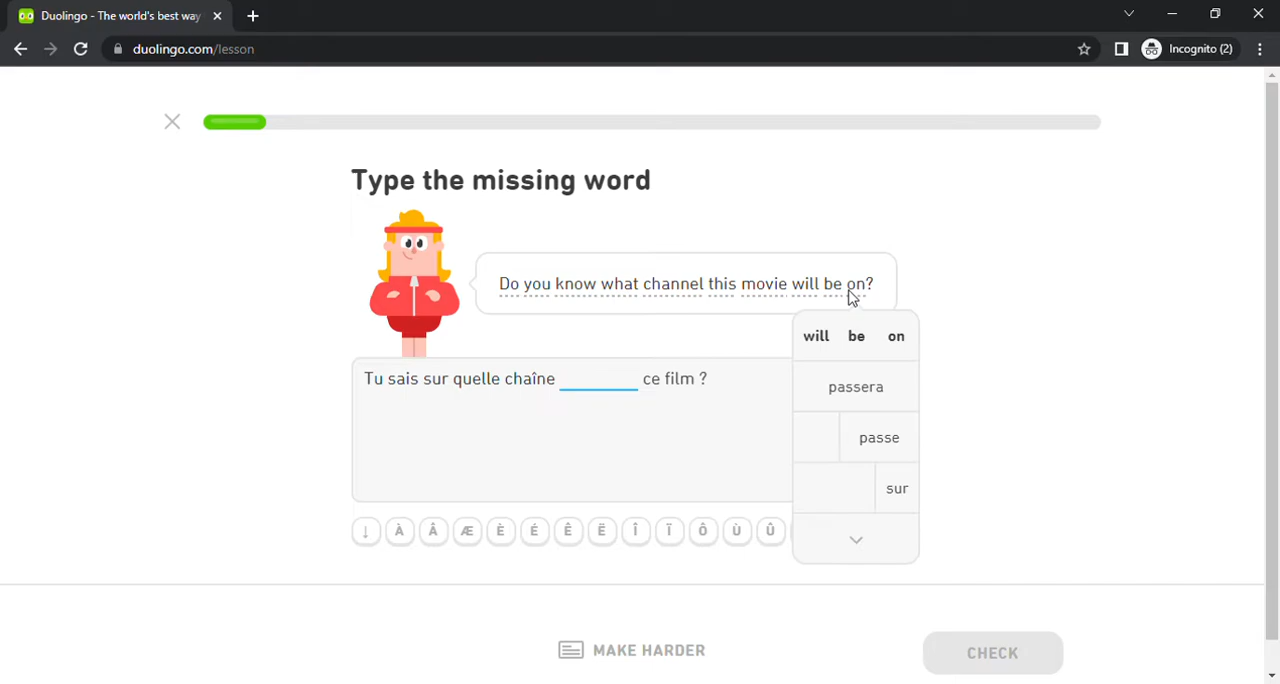 Duolingo - The world's best way
duolingo.com/lesson
Incognito (2)
Type the missing word
Do you know what channel this movie will be on?
will be on
passera
passe
sur
Tu sais sur quelle chaîne ________ ce film ?
↓ À Â Æ È É Ê Ë Î Ï Ô Ù Û
MAKE HARDER
CHECK